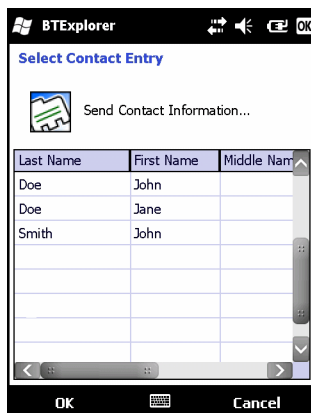 BTExplorer OK
Select Contact Entry
Send Contact Information...
Last Name First Name Middle Nam
Doe John
Doe Jane
Smith John
OK Cancel